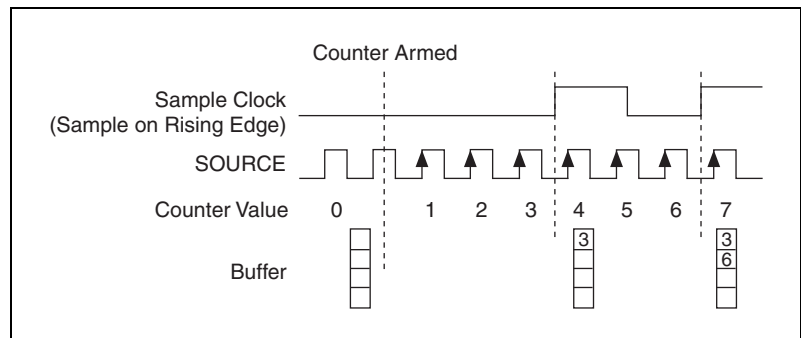 Counter Armed
Sample Clock
(Sample on Rising Edge)
SOURCE
Counter Value 0 1 2 3 4 5 6 7
3 3
6
Buffer